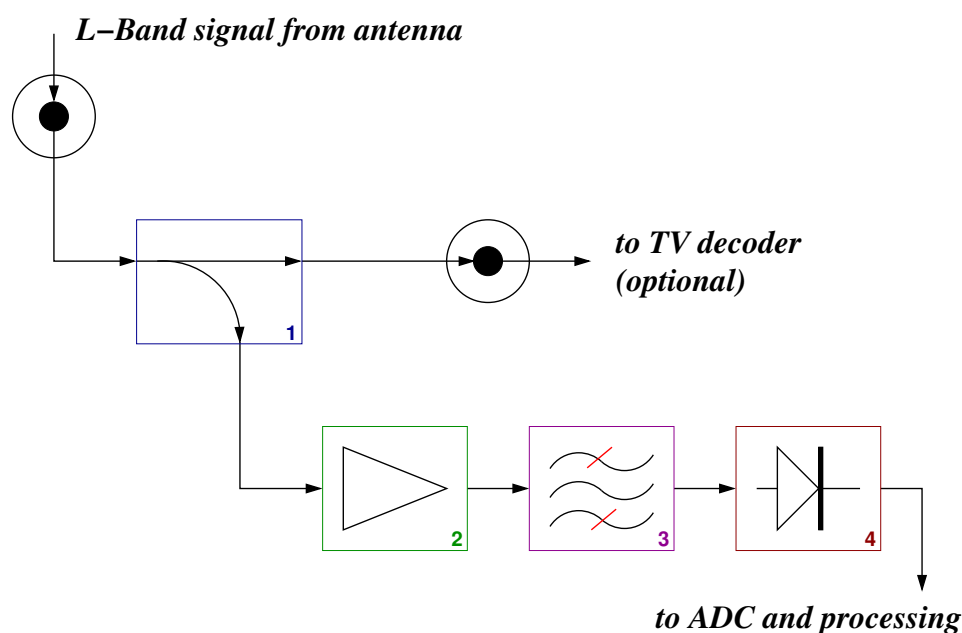 L−Band signal from antenna
to TV decoder
(optional)
1
2
3
4
to ADC and processing